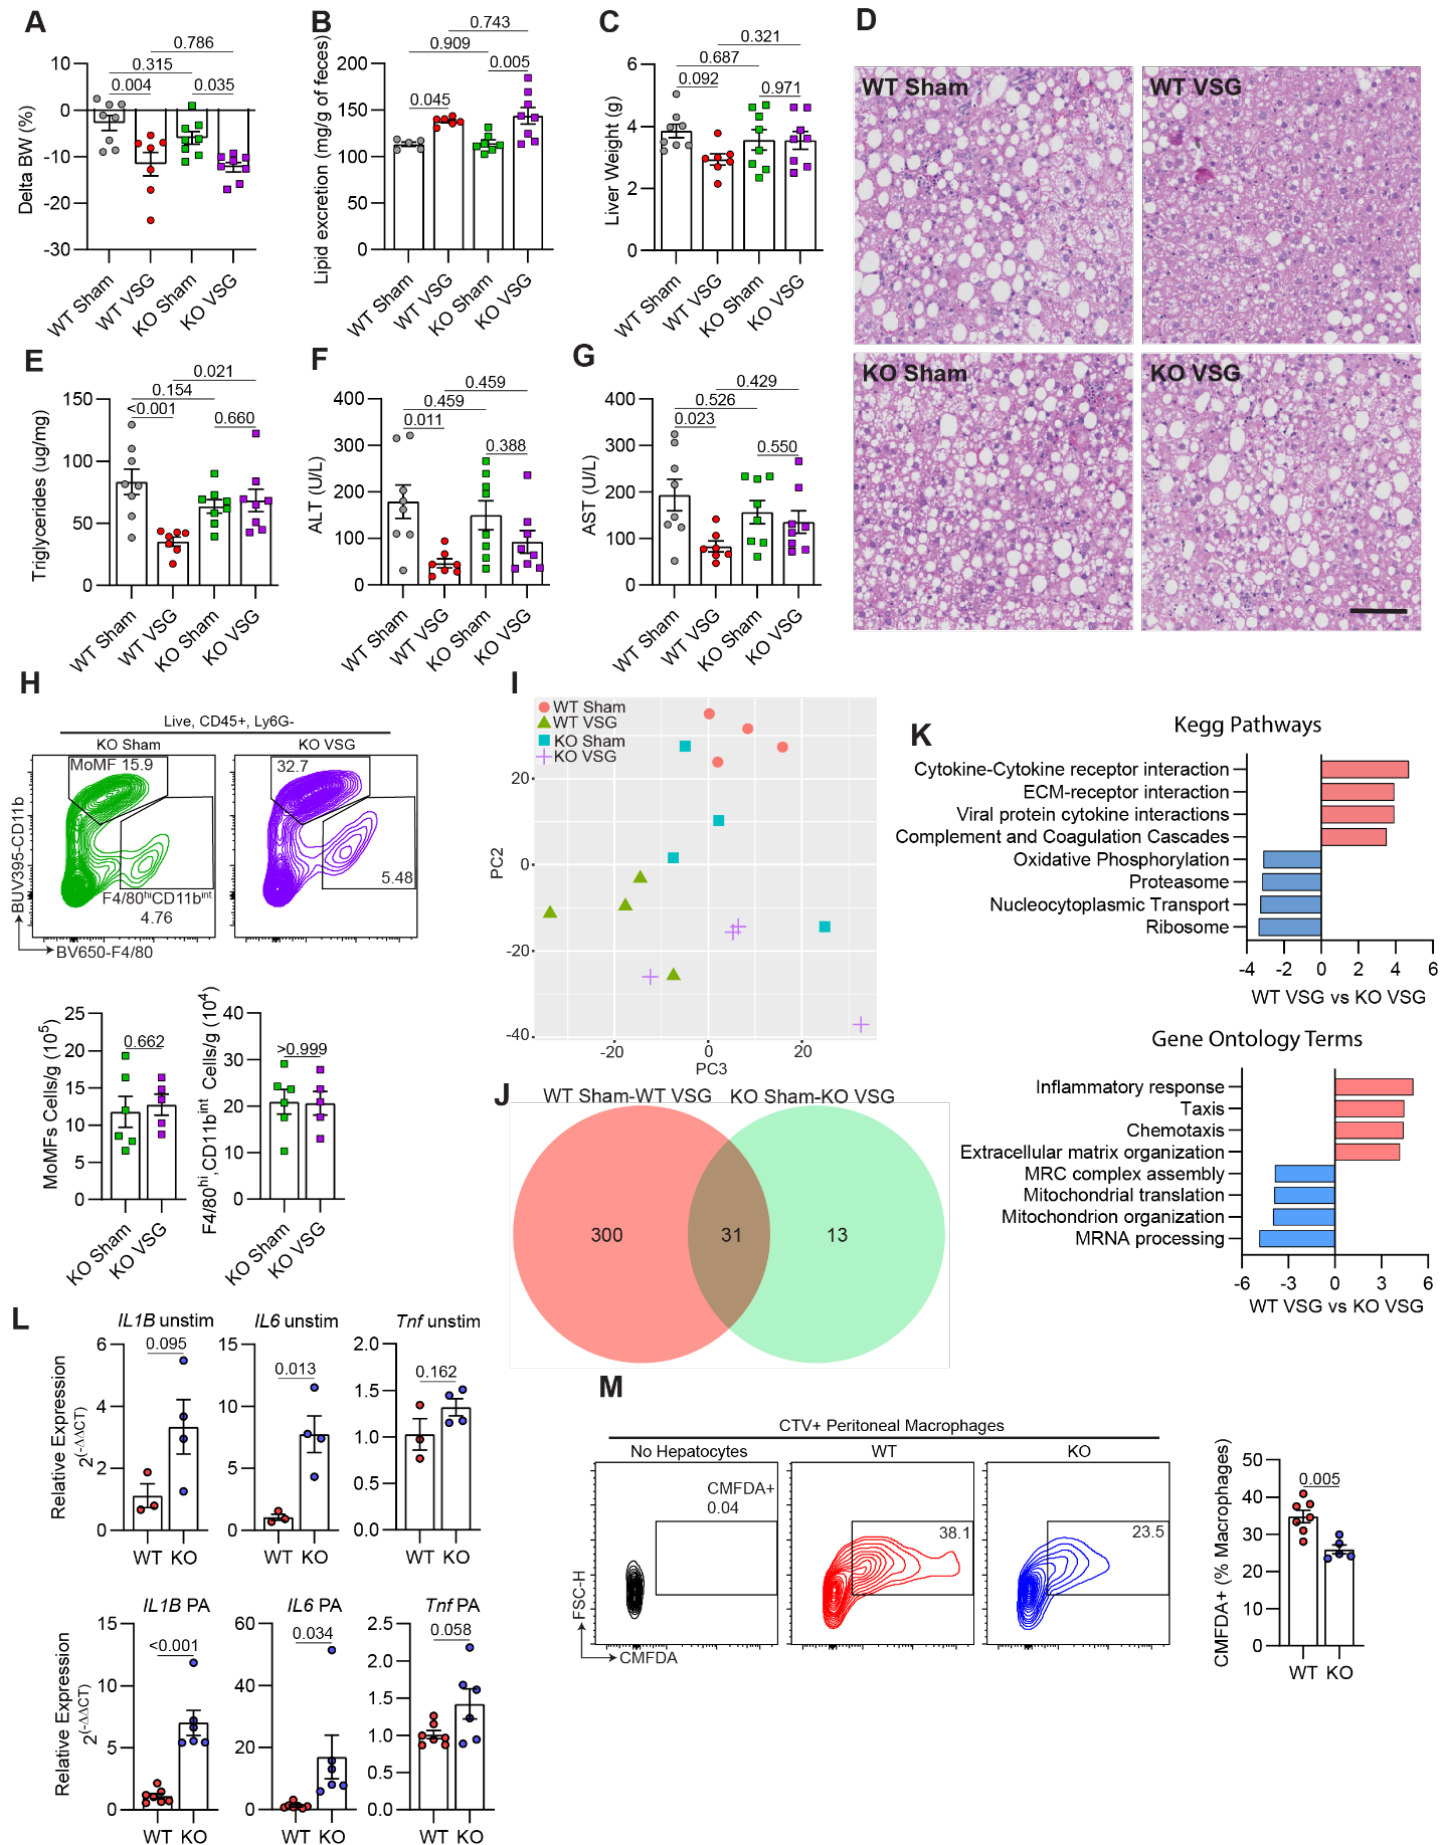 A
0.786
0.315
0.004
0.035
10
0
-10
-20
-30
Delta BW (%)
WT Sham
WT VSG
KO Sham
KO VSG
B
0.743
0.909
0.005
0.045
200
150
100
50
0
Lipid excretion (mg/g of feces)
WT Sham
WT VSG
KO Sham
KO VSG
C
0.321
0.687
0.092
0.971
6
4
2
0
Liver Weight (g)
WT Sham
WT VSG
KO Sham
KO VSG
D
WT Sham
WT VSG
KO Sham
KO VSG
E
0.021
0.154
<0.001
0.660
150
100
50
0
Triglycerides (ug/mg)
WT Sham
WT VSG
KO Sham
KO VSG
F
0.459
0.459
0.011
0.388
400
300
200
100
0
ALT (U/L)
WT Sham
WT VSG
KO Sham
KO VSG
G
0.429
0.526
0.023
0.550
400
300
200
100
0
AST (U/L)
WT Sham
WT VSG
KO Sham
KO VSG
H
Live, CD45+, Ly6G-
KO Sham
KO VSG
MoMF 15.9
32.7
F4/80hiCD11bint
4.76
5.48
BUV395-CD11b
BV650-F4/80
25
20
15
10
5
0
0.662
MoMFs Cells/g (10^5)
KO Sham
KO VSG
40
30
20
10
0
>0.999
F4/80hi,CD11bint Cells/g (10^4)
KO Sham
KO VSG
I
WT Sham
WT VSG
KO Sham
KO VSG
20
0
-20
-40
PC2
-20
0
20
PC3
J
WT Sham-WT VSG
KO Sham-KO VSG
300
31
13
K
Kegg Pathways
Cytokine-Cytokine receptor interaction
ECM-receptor interaction
Viral protein cytokine interactions
Complement and Coagulation Cascades
Oxidative Phosphorylation
Proteasome
Nucleocytoplasmic Transport
Ribosome
-4 -2 0 2 4 6
WT VSG vs KO VSG
Gene Ontology Terms
Inflammatory response
Taxis
Chemotaxis
Extracellular matrix organization
MRC complex assembly
Mitochondrial translation
Mitochondrion organization
MRNA processing
-6 -3 0 3 6
WT VSG vs KO VSG
L
IL1B unstim
0.095
6
4
2
0
Relative Expression
2(-ΔΔCT)
WT KO
IL6 unstim
0.013
15
10
5
0
WT KO
Tnf unstim
0.162
2.0
1.5
1.0
0.5
0.0
WT KO
IL1B PA
<0.001
15
10
5
0
Relative Expression
2(-ΔΔCT)
WT KO
IL6 PA
0.034
60
40
20
0
WT KO
Tnf PA
0.058
2.5
2.0
1.5
1.0
0.5
0.0
WT KO
M
CTV+ Peritoneal Macrophages
No Hepatocytes
WT
KO
CMFDA+
0.04
38.1
23.5
FSC-H
CMFDA
50
40
30
20
10
0
0.005
CMFDA+ (% Macrophages)
WT KO